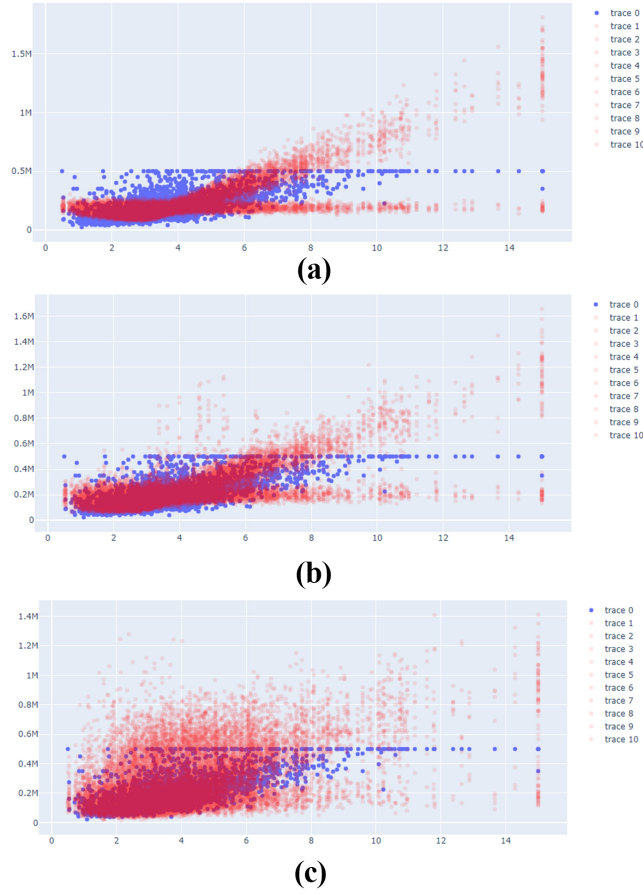 1.5M
1M
0.5M
0
0 2 4 6 8 10 12 14
trace 0
trace 1
trace 2
trace 3
trace 4
trace 5
trace 6
trace 7
trace 8
trace 9
trace 10
(a)
1.6M
1.4M
1.2M
1M
0.8M
0.6M
0.4M
0.2M
0
0 2 4 6 8 10 12 14
trace 0
trace 1
trace 2
trace 3
trace 4
trace 5
trace 6
trace 7
trace 8
trace 9
trace 10
(b)
1.4M
1.2M
1M
0.8M
0.6M
0.4M
0.2M
0
0 2 4 6 8 10 12 14
trace 0
trace 1
trace 2
trace 3
trace 4
trace 5
trace 6
trace 7
trace 8
trace 9
trace 10
(c)